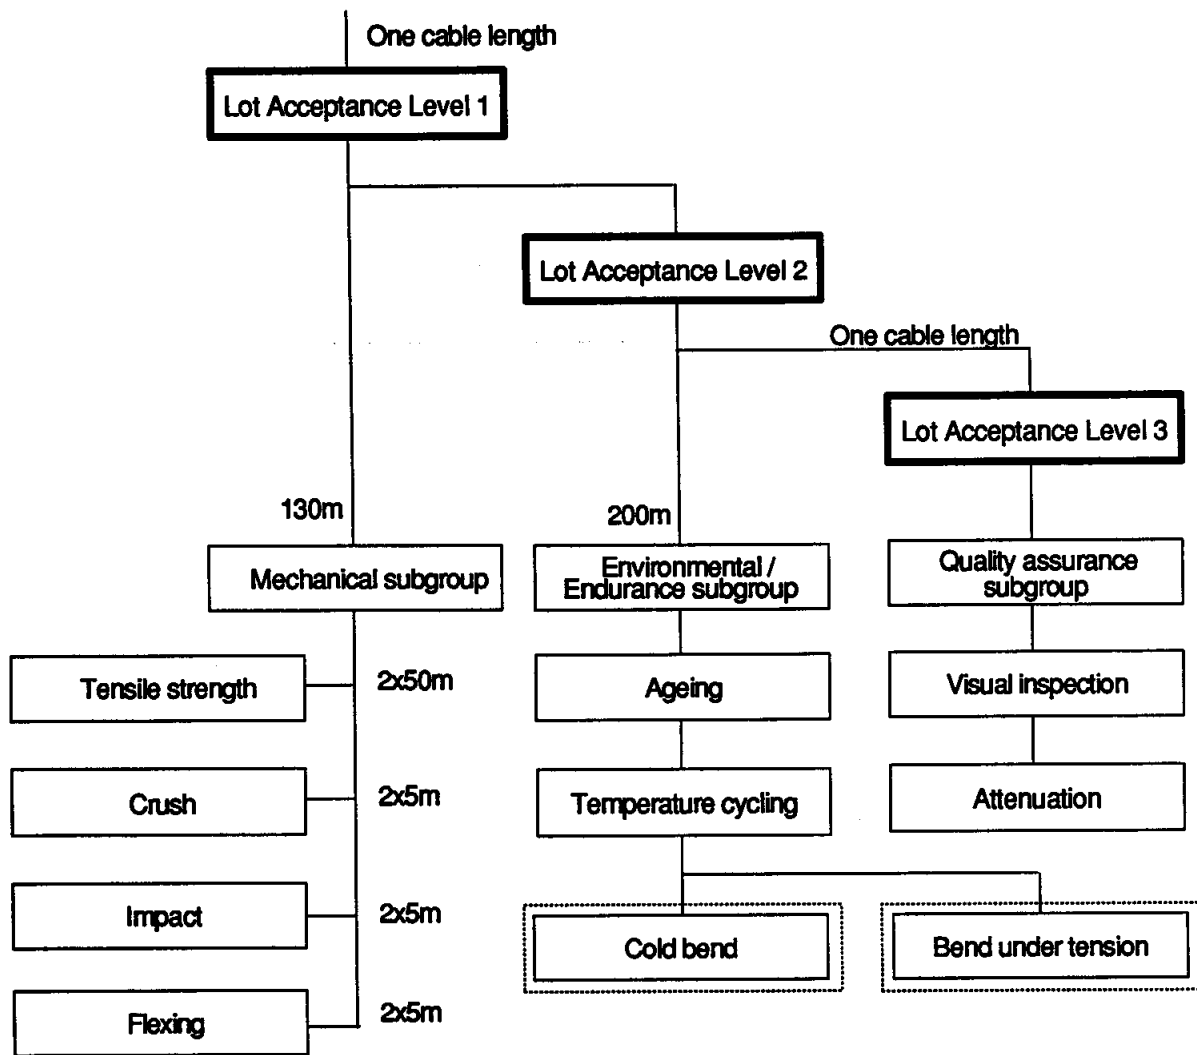 One cable length
Lot Acceptance Level 1
Lot Acceptance Level 2
One cable length
Lot Acceptance Level 3
130m
200m
Mechanical subgroup
Environmental /
Endurance subgroup
Quality assurance
subgroup
Tensile strength
2x50m
Ageing
Visual inspection
Crush
2x5m
Temperature cycling
Attenuation
Impact
2x5m
Cold bend
Bend under tension
Flexing
2x5m